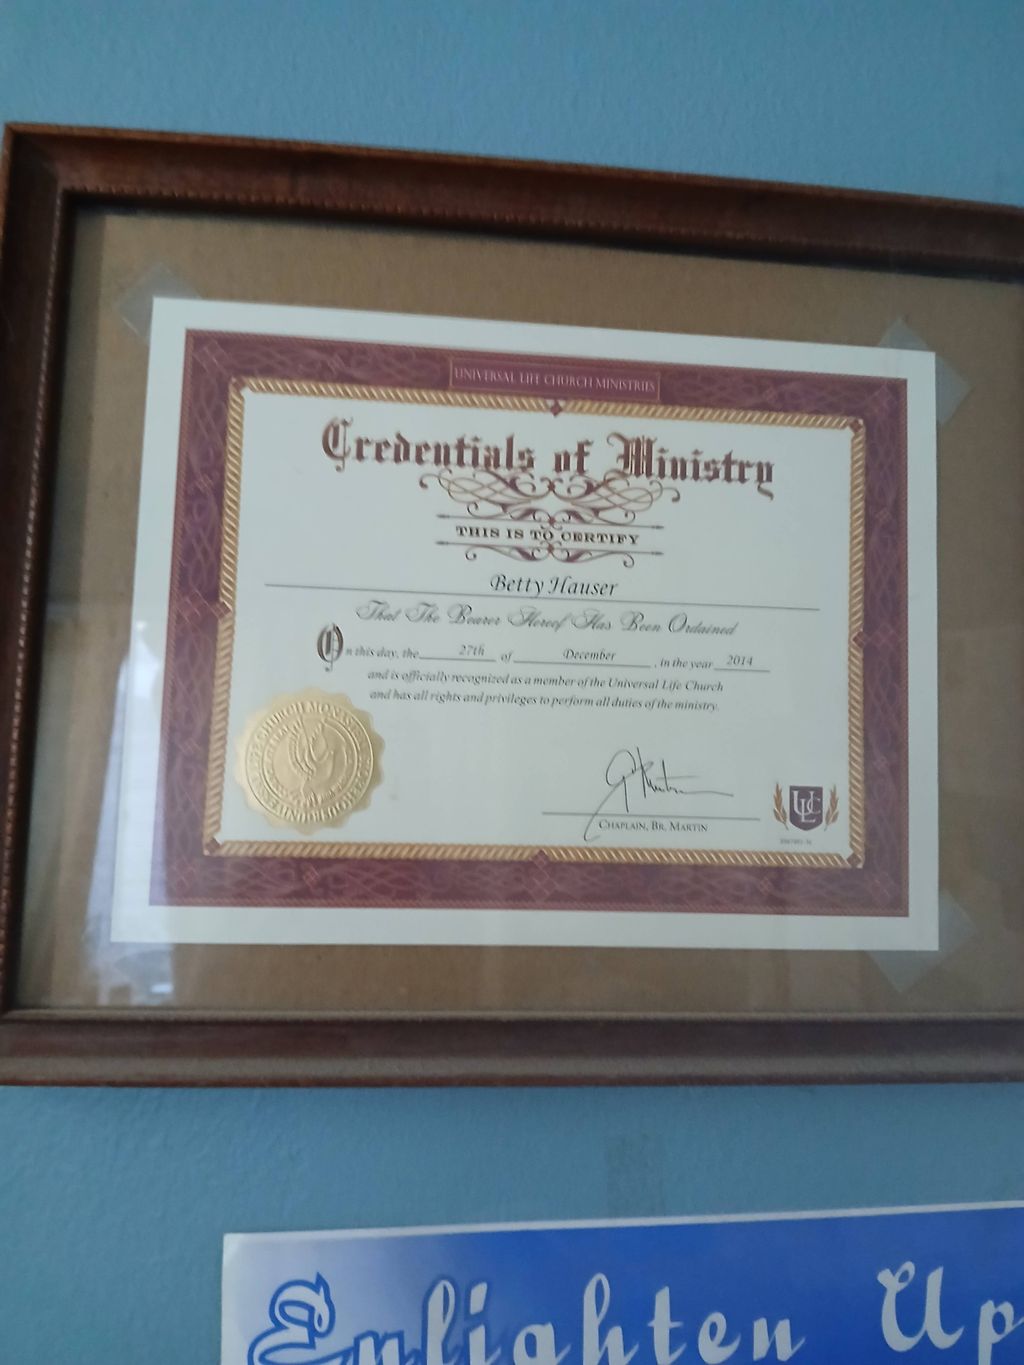 UNIVERSAL LIFE CHURCH MINISTRIES
Credentials of Ministry
THIS IS TO CERTIFY
Betty Hauser
That The Bearer Hereof Has Been Ordained
On this day, the 27th of December, in the year 2014
and is officially recognized as a member of the Universal Life Church
and has all rights and privileges to perform all duties of the ministry.
CHURCH MONAS
CHAPLAIN, BR. MARTIN
ULC
Enlighten Up